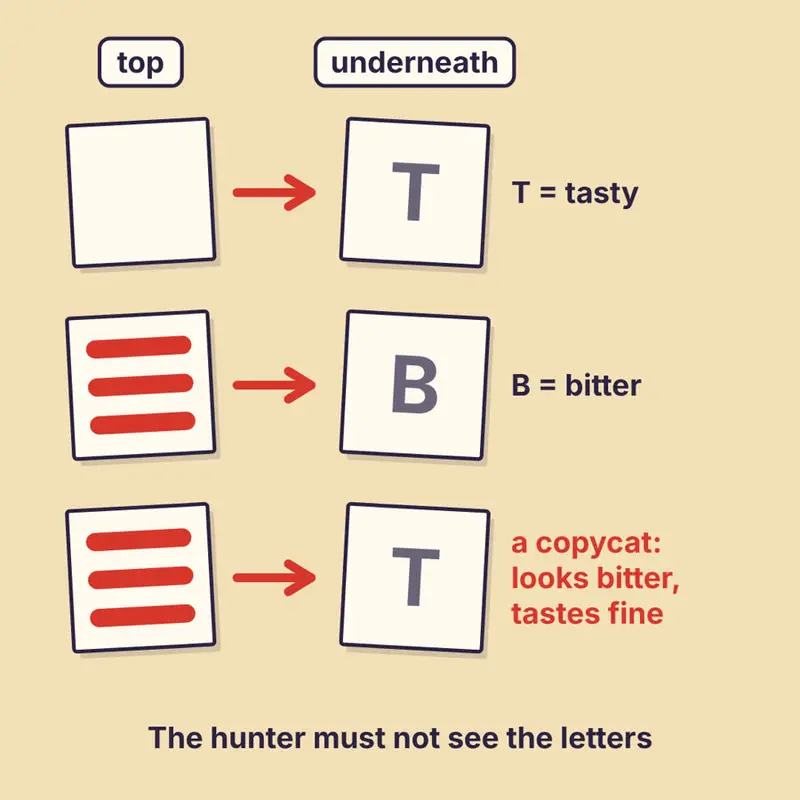 top
underneath
T
T = tasty
B
B = bitter
T
a copycat:
looks bitter,
tastes fine
The hunter must not see the letters